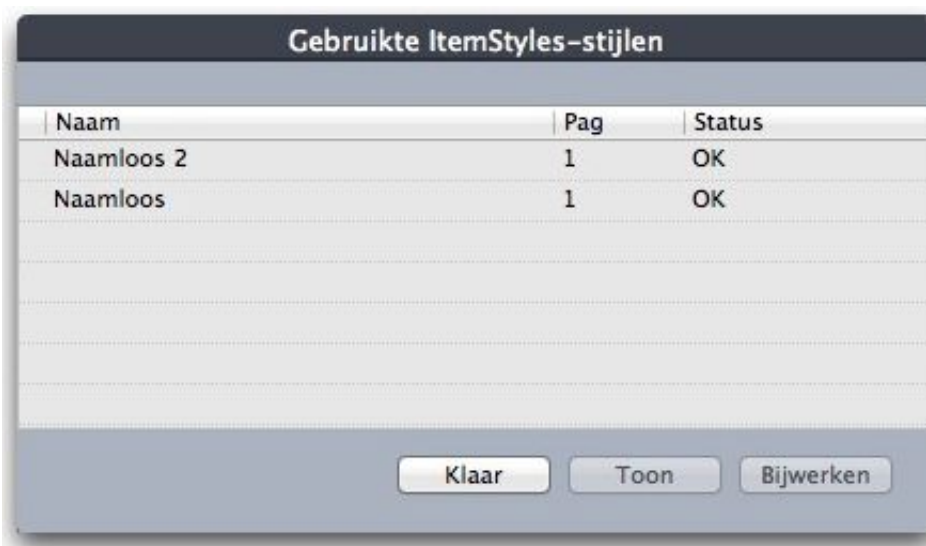 Gebruikte ItemStyles-stijlen
Naam Pag Status
Naamloos 2 1 OK
Naamloos 1 OK
Klaar Toon Bijwerken